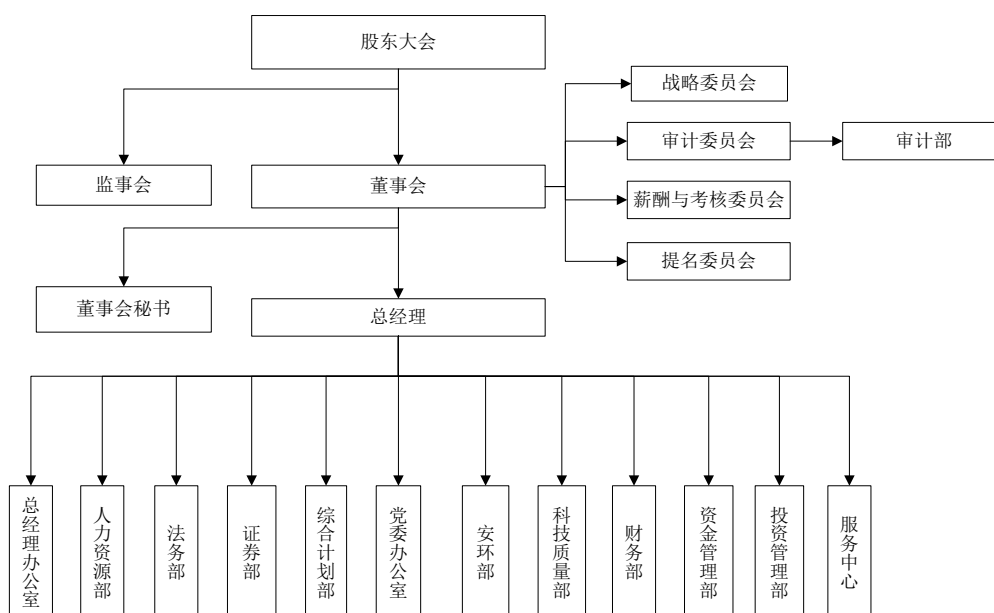 股东大会
战略委员会
审计委员会
审计部
监事会
董事会
薪酬与考核委员会
提名委员会
董事会秘书
总经理
总经理办公室
人力资源部
法务部
证券部
综合计划部
党委办公室
安环部
科技质量部
财务部
资金管理部
投资管理部
服务中心